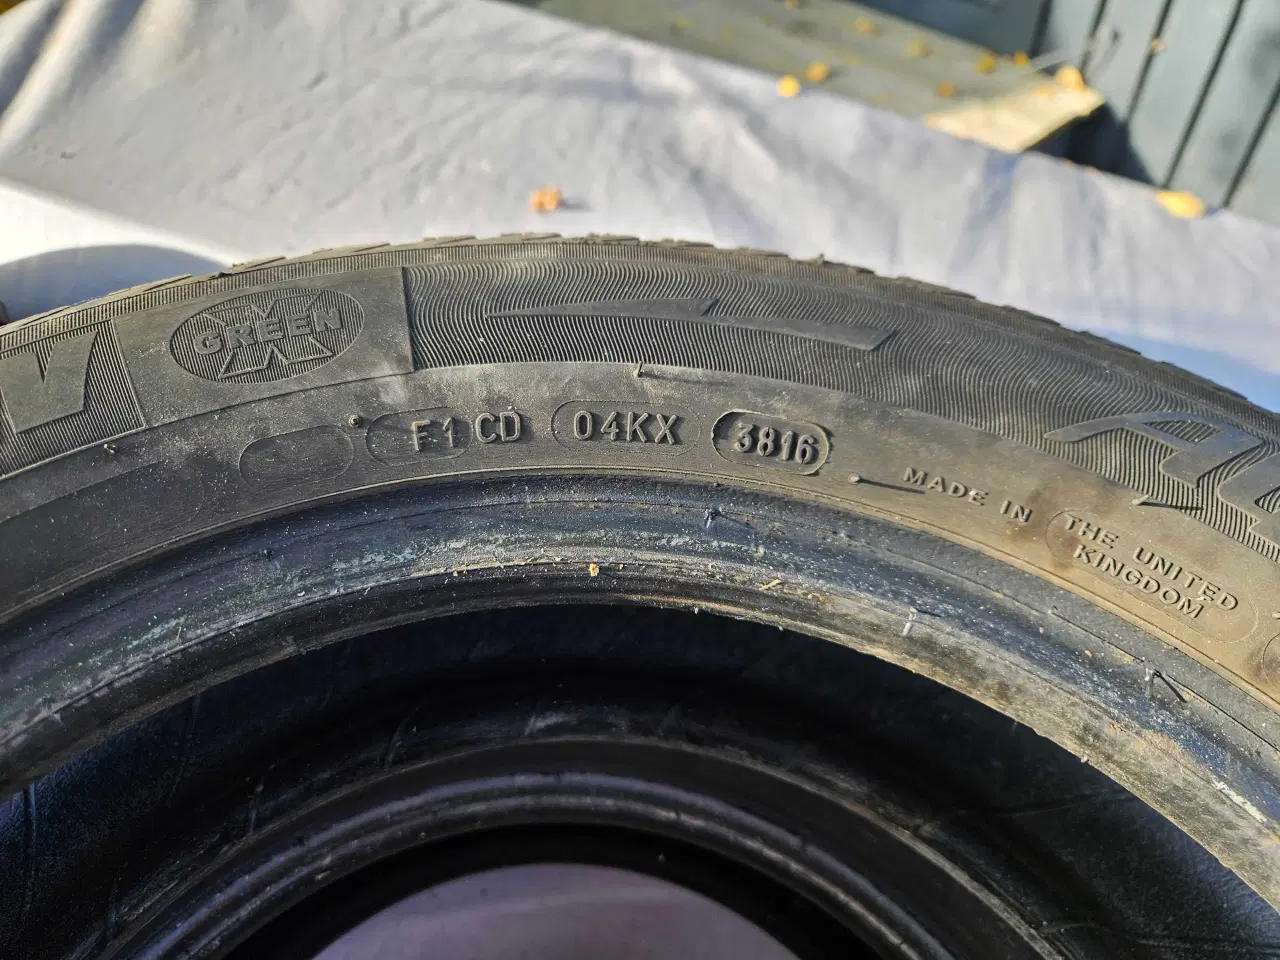 GREEN X
F1 CD 04KX 3816
MADE IN
THE UNITED
KINGDOM